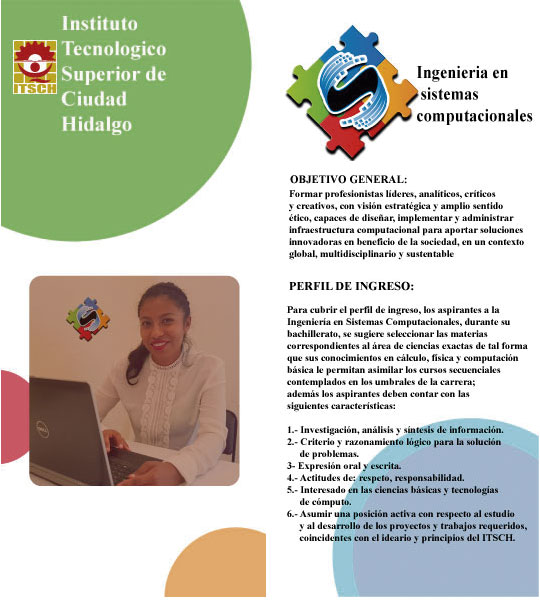 Instituto
Tecnologico
Superior de
Ciudad
Hidalgo
ITSCH
DELL
Ingenieria en
sistemas
computacionales
OBJETIVO GENERAL:
Formar profesionistas líderes, analíticos, críticos
y creativos, con visión estratégica y amplio sentido
ético, capaces de diseñar, implementar y administrar
infraestructura computacional para aportar soluciones
innovadoras en beneficio de la sociedad, en un contexto
global, multidisciplinario y sustentable
PERFIL DE INGRESO:
Para cubrir el perfil de ingreso, los aspirantes a la
Ingeniería en Sistemas Computacionales, durante su
bachillerato, se sugiere seleccionar las materias
correspondientes al área de ciencias exactas de tal forma
que sus conocimientos en cálculo, física y computación
básica le permitan asimilar los cursos secuenciales
contemplados en los umbrales de la carrera;
además los aspirantes deben contar con las
siguientes características:
1.- Investigación, análisis y síntesis de información.
2.- Criterio y razonamiento lógico para la solución
de problemas.
3- Expresión oral y escrita.
4.- Actitudes de: respeto, responsabilidad.
5.- Interesado en las ciencias básicas y tecnologías
de cómputo.
6.- Asumir una posición activa con respecto al estudio
y al desarrollo de los proyectos y trabajos requeridos,
coincidentes con el ideario y principios del ITSCH.